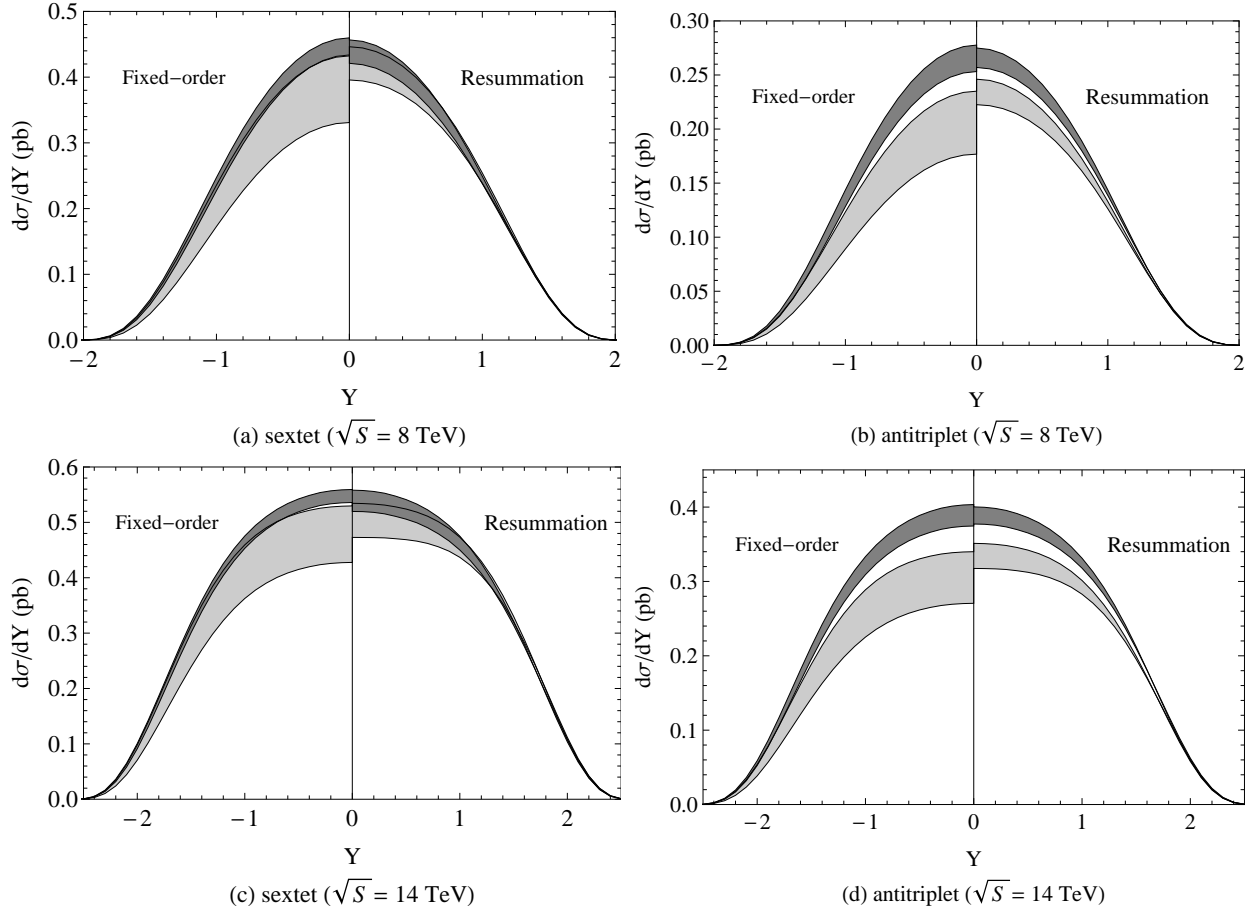 0.5
0.4
0.3
0.2
0.1
0.0
dσ/dY (pb)
Fixed−order
Resummation
−2 −1 0 1 2
Y
(a) sextet (√S = 8 TeV)
0.30
0.25
0.20
0.15
0.10
0.05
0.00
dσ/dY (pb)
Fixed−order
Resummation
−2 −1 0 1 2
Y
(b) antitriplet (√S = 8 TeV)
0.6
0.5
0.4
0.3
0.2
0.1
0.0
dσ/dY (pb)
Fixed−order
Resummation
−2 −1 0 1 2
Y
(c) sextet (√S = 14 TeV)
0.4
0.3
0.2
0.1
0.0
dσ/dY (pb)
Fixed−order
Resummation
−2 −1 0 1 2
Y
(d) antitriplet (√S = 14 TeV)